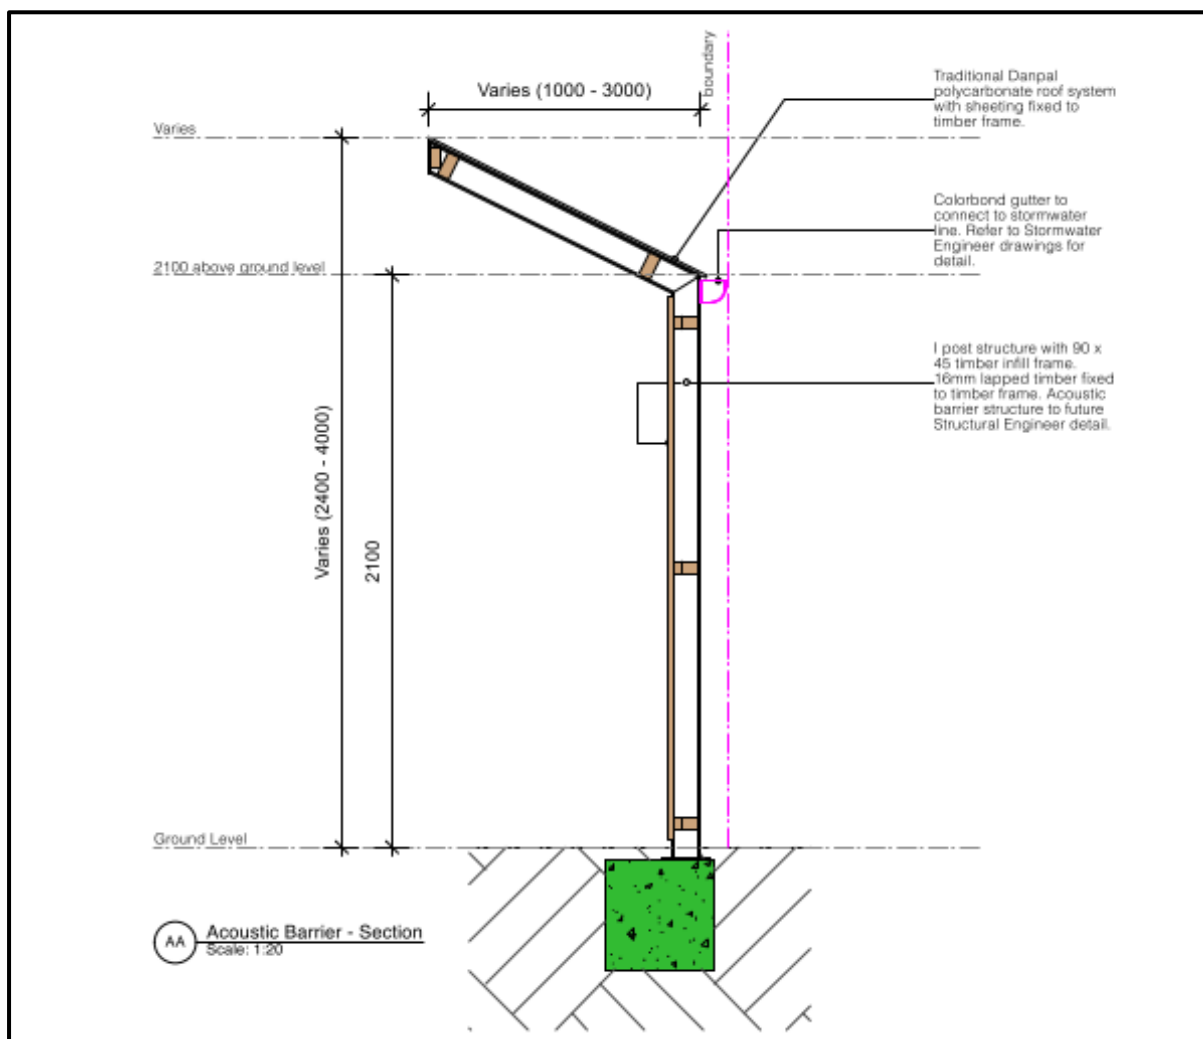 boundary
Varies (1000 - 3000)
Traditional Danpal
polycarbonate roof system
with sheeting fixed to
timber frame.
Varies
Colorbond gutter to
connect to stormwater
line. Refer to Stormwater
Engineer drawings for
detail.
2100 above ground level
I post structure with 90 x
45 timber infill frame.
16mm lapped timber fixed
to timber frame. Acoustic
barrier structure to future
Structural Engineer detail.
Varies (2400 - 4000)
2100
Ground Level
AA
Acoustic Barrier - Section
Scale: 1:20